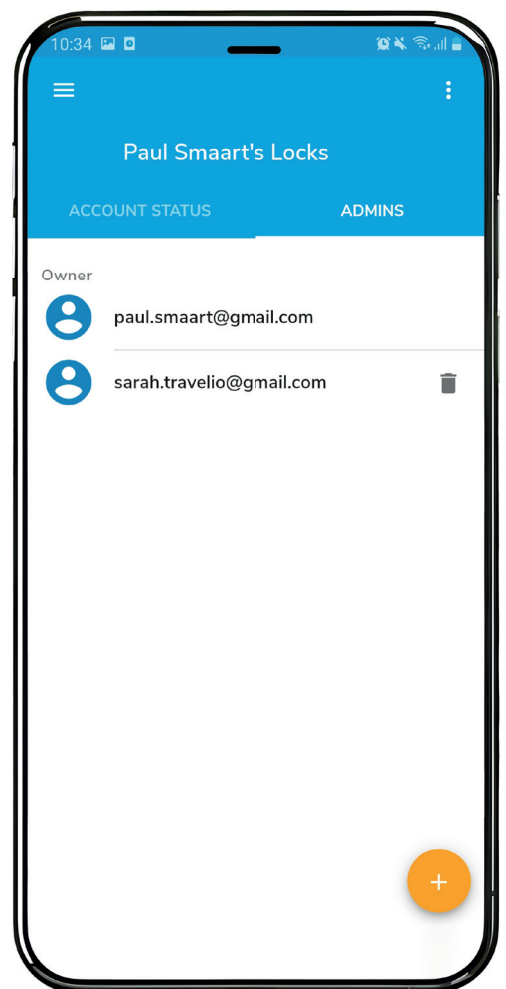 10:34
Paul Smaart's Locks
ACCOUNT STATUS ADMINS
Owner
paul.smaart@gmail.com
sarah.travelio@gmail.com
+